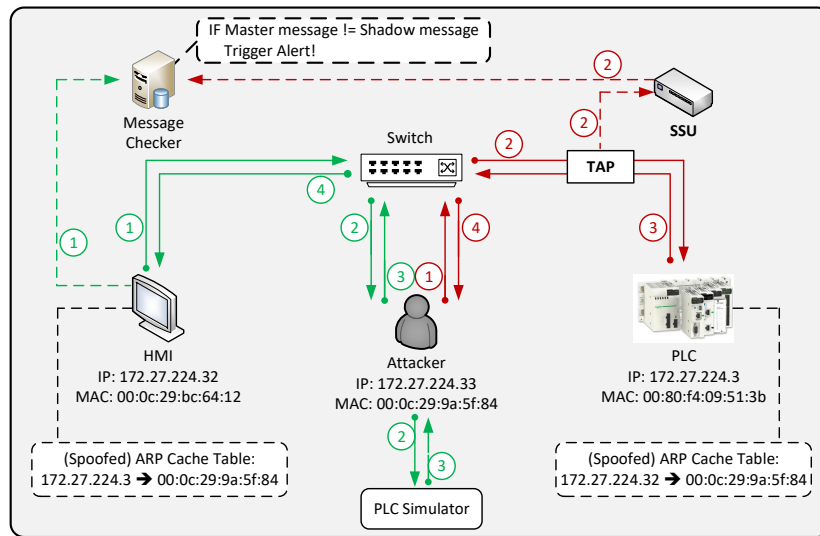 IF Master message != Shadow message
Trigger Alert!
2
Message
Checker
2
SSU
Switch
2
TAP
1
4
1
2
3
1
4
3
HMI
IP: 172.27.224.32
MAC: 00:0c:29:bc:64:12
Attacker
IP: 172.27.224.33
MAC: 00:0c:29:9a:5f:84
PLC
IP: 172.27.224.3
MAC: 00:80:f4:09:51:3b
2
3
(Spoofed) ARP Cache Table:
172.27.224.3 ➔ 00:0c:29:9a:5f:84
(Spoofed) ARP Cache Table:
172.27.224.32 ➔ 00:0c:29:9a:5f:84
PLC Simulator